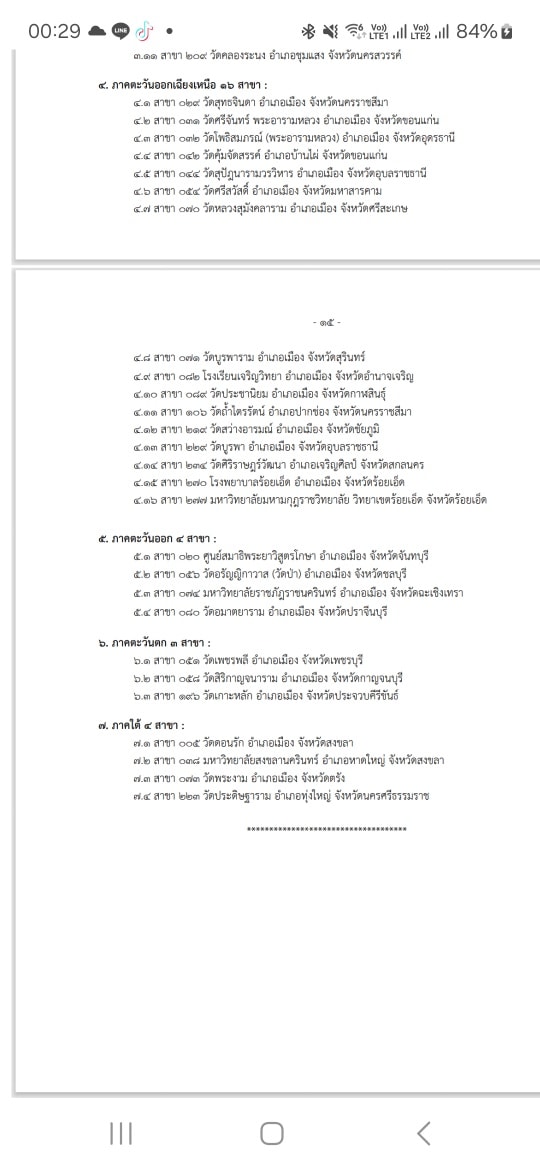 00:29 LINE Vo)) LTE1 Vo)) LTE2 84%
๓.๑๑ สาขา ๒๐๙ วัดคลองระนง อำเภอชุมแสง จังหวัดนครสวรรค์
๔. ภาคตะวันออกเฉียงเหนือ ๑๖ สาขา :
๔.๑ สาขา ๐๒๙ วัดสุทธจินดา อำเภอเมือง จังหวัดนครราชสีมา
๔.๒ สาขา ๐๓๑ วัดศรีจันทร์ พระอารามหลวง อำเภอเมือง จังหวัดขอนแก่น
๔.๓ สาขา ๐๓๒ วัดโพธิสมภรณ์ (พระอารามหลวง) อำเภอเมือง จังหวัดอุดรธานี
๔.๔ สาขา ๐๔๒ วัดคุ้มจัดสรรค์ อำเภอบ้านไผ่ จังหวัดขอนแก่น
๔.๕ สาขา ๐๔๔ วัดสุปัฎนารามวรวิหาร อำเภอเมือง จังหวัดอุบลราชธานี
๔.๖ สาขา ๐๕๔ วัดศรีสวัสดิ์ อำเภอเมือง จังหวัดมหาสารคาม
๔.๗ สาขา ๐๗๐ วัดหลวงสุมังคลาราม อำเภอเมือง จังหวัดศรีสะเกษ
- ๑๕ -
๔.๘ สาขา ๐๗๑ วัดบูรพาราม อำเภอเมือง จังหวัดสุรินทร์
๔.๙ สาขา ๐๘๒ โรงเรียนเจริญวิทยา อำเภอเมือง จังหวัดอำนาจเจริญ
๔.๑๐ สาขา ๐๘๙ วัดประชานิยม อำเภอเมือง จังหวัดกาฬสินธุ์
๔.๑๑ สาขา ๑๐๖ วัดถ้ำไตรรัตน์ อำเภอปากช่อง จังหวัดนครราชสีมา
๔.๑๒ สาขา ๒๑๙ วัดสว่างอารมณ์ อำเภอเมือง จังหวัดชัยภูมิ
๔.๑๓ สาขา ๒๒๙ วัดบูรพา อำเภอเมือง จังหวัดอุบลราชธานี
๔.๑๔ สาขา ๒๓๔ วัดศิริราษฎร์วัฒนา อำเภอเจริญศิลป์ จังหวัดสกลนคร
๔.๑๕ สาขา ๒๗๐ โรงพยาบาลร้อยเอ็ด อำเภอเมือง จังหวัดร้อยเอ็ด
๔.๑๖ สาขา ๒๗๗ มหาวิทยาลัยมหามกุฎราชวิทยาลัย วิทยาเขตร้อยเอ็ด จังหวัดร้อยเอ็ด
๕. ภาคตะวันออก ๔ สาขา :
๕.๑ สาขา ๐๒๐ ศูนย์สมาธิพระยาวิสูตรโกษา อำเภอเมือง จังหวัดจันทบุรี
๕.๒ สาขา ๐๕๖ วัดอรัญญิกาวาส (วัดป่า) อำเภอเมือง จังหวัดชลบุรี
๕.๓ สาขา ๐๗๔ มหาวิทยาลัยราชภัฏราชนครินทร์ อำเภอเมือง จังหวัดฉะเชิงเทรา
๕.๔ สาขา ๐๘๐ วัดอมาตยาราม อำเภอเมือง จังหวัดปราจีนบุรี
๖. ภาคตะวันตก ๓ สาขา :
๖.๑ สาขา ๐๕๑ วัดเพชรพลี อำเภอเมือง จังหวัดเพชรบุรี
๖.๒ สาขา ๐๕๘ วัดสิริกาญจนาราม อำเภอเมือง จังหวัดกาญจนบุรี
๖.๓ สาขา ๑๙๖ วัดเกาะหลัก อำเภอเมือง จังหวัดประจวบคีรีขันธ์
๗. ภาคใต้ ๔ สาขา :
๗.๑ สาขา ๐๐๕ วัดดอนรัก อำเภอเมือง จังหวัดสงขลา
๗.๒ สาขา ๐๓๘ มหาวิทยาลัยสงขลานครินทร์ อำเภอหาดใหญ่ จังหวัดสงขลา
๗.๓ สาขา ๐๗๓ วัดพระงาม อำเภอเมือง จังหวัดตรัง
๗.๔ สาขา ๒๒๓ วัดประดิษฐาราม อำเภอทุ่งใหญ่ จังหวัดนครศรีธรรมราช
************************************